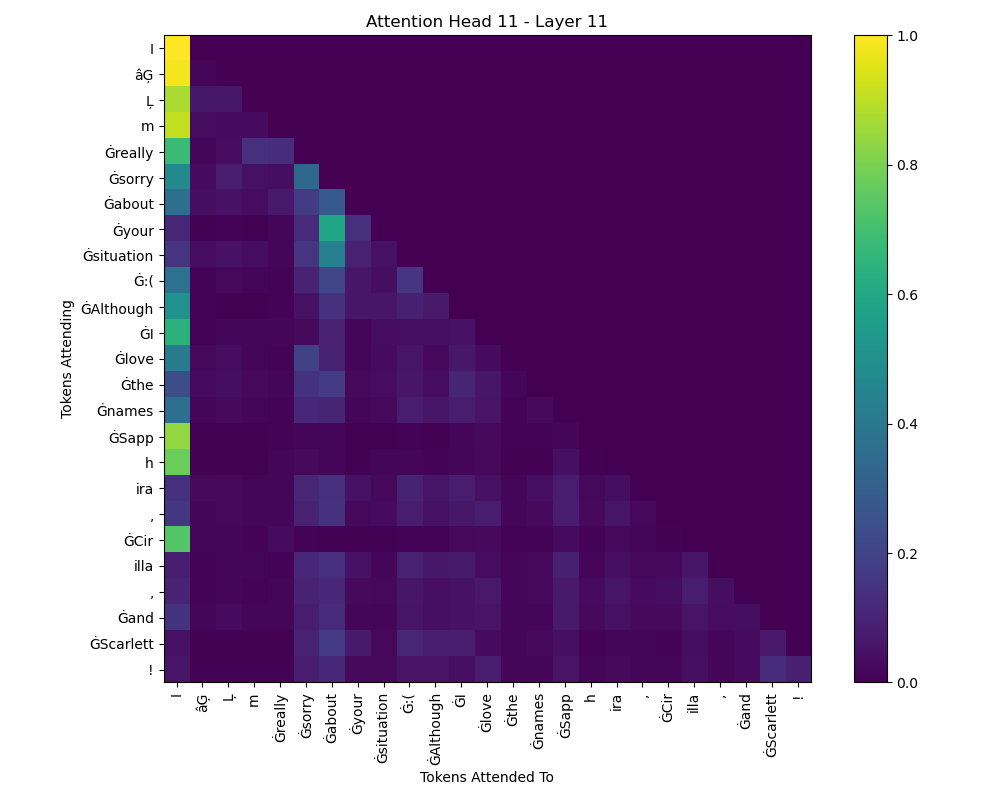 Attention Head 11 - Layer 11
Tokens Attending
I
âĢ
Ļ
m
Ġreally
Ġsorry
Ġabout
Ġyour
Ġsituation
Ġ:(
ĠAlthough
ĠI
Ġlove
Ġthe
Ġnames
ĠSapp
h
ira
,
ĠCir
illa
,
Ġand
ĠScarlett
!
I
âĢ
Ļ
m
Ġreally
Ġsorry
Ġabout
Ġyour
Ġsituation
Ġ:(
ĠAlthough
ĠI
Ġlove
Ġthe
Ġnames
ĠSapp
h
ira
,
ĠCir
illa
,
Ġand
ĠScarlett
!
Tokens Attended To
1.0
0.8
0.6
0.4
0.2
0.0